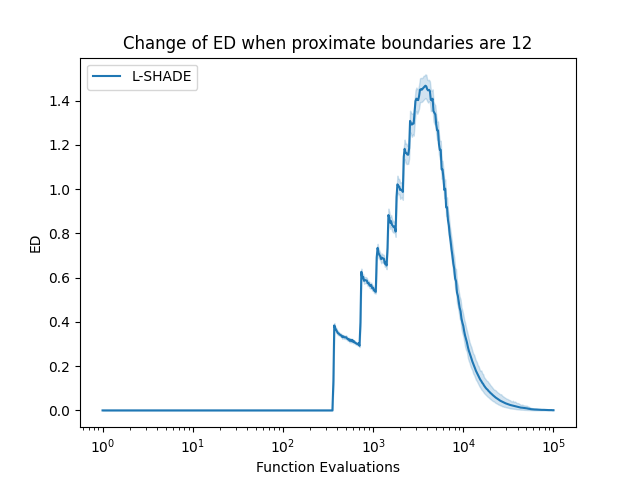 Change of ED when proximate boundaries are 12
L-SHADE
ED
1.4
1.2
1.0
0.8
0.6
0.4
0.2
0.0
10⁰ 10¹ 10² 10³ 10⁴ 10⁵
Function Evaluations